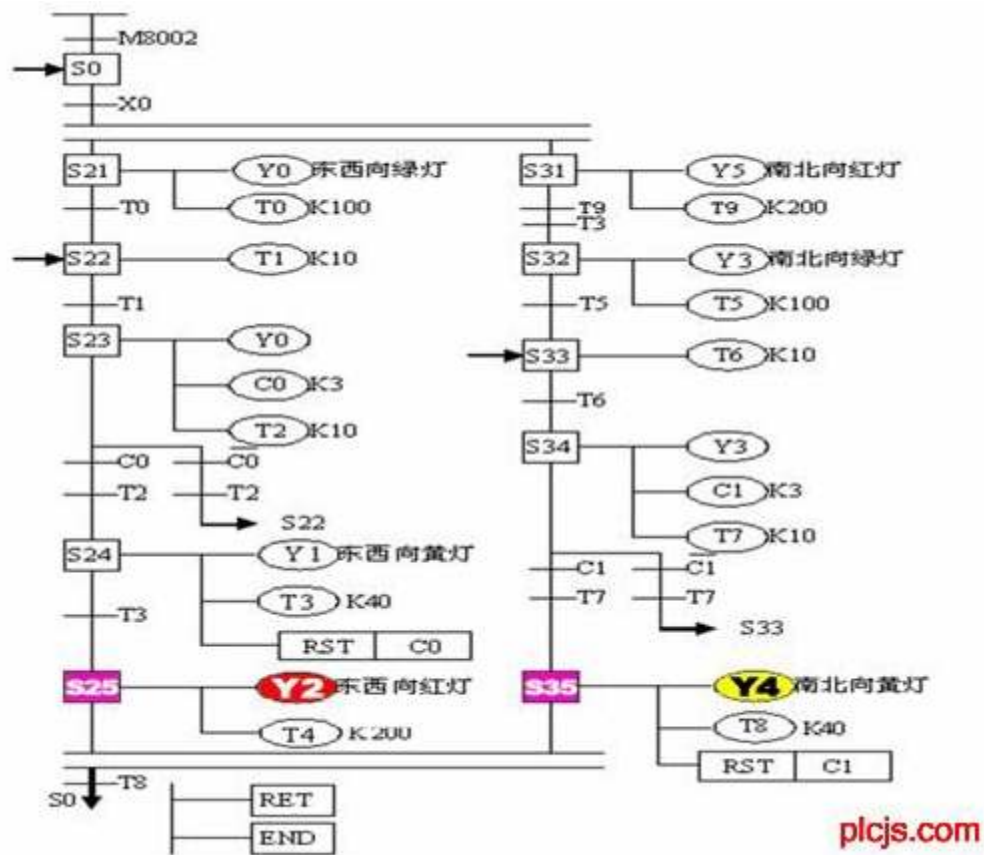 M8002
S0
X0
S21 Y0 东西向绿灯 S31 Y5 南北向红灯
T0 T0 K100 T9 T9 K200
T3
S22 T1 K10 S32 Y3 南北向绿灯
T1 T5 T5 K100
S23 Y0 S33 T6 K10
C0 K3 T6
T2 K10 S34 Y3
C0 C0 C1 K3
T2 T2
S22 T7 K10
S24 Y1 东西向黄灯 C1 C1
T3 T3 K40 T7 T7
RST C0 S33
S25 Y2 东西向红灯 S35 Y4 南北向黄灯
T4 K200 T8 K40
RST C1
T8
S0 RET
END
plcjs.com